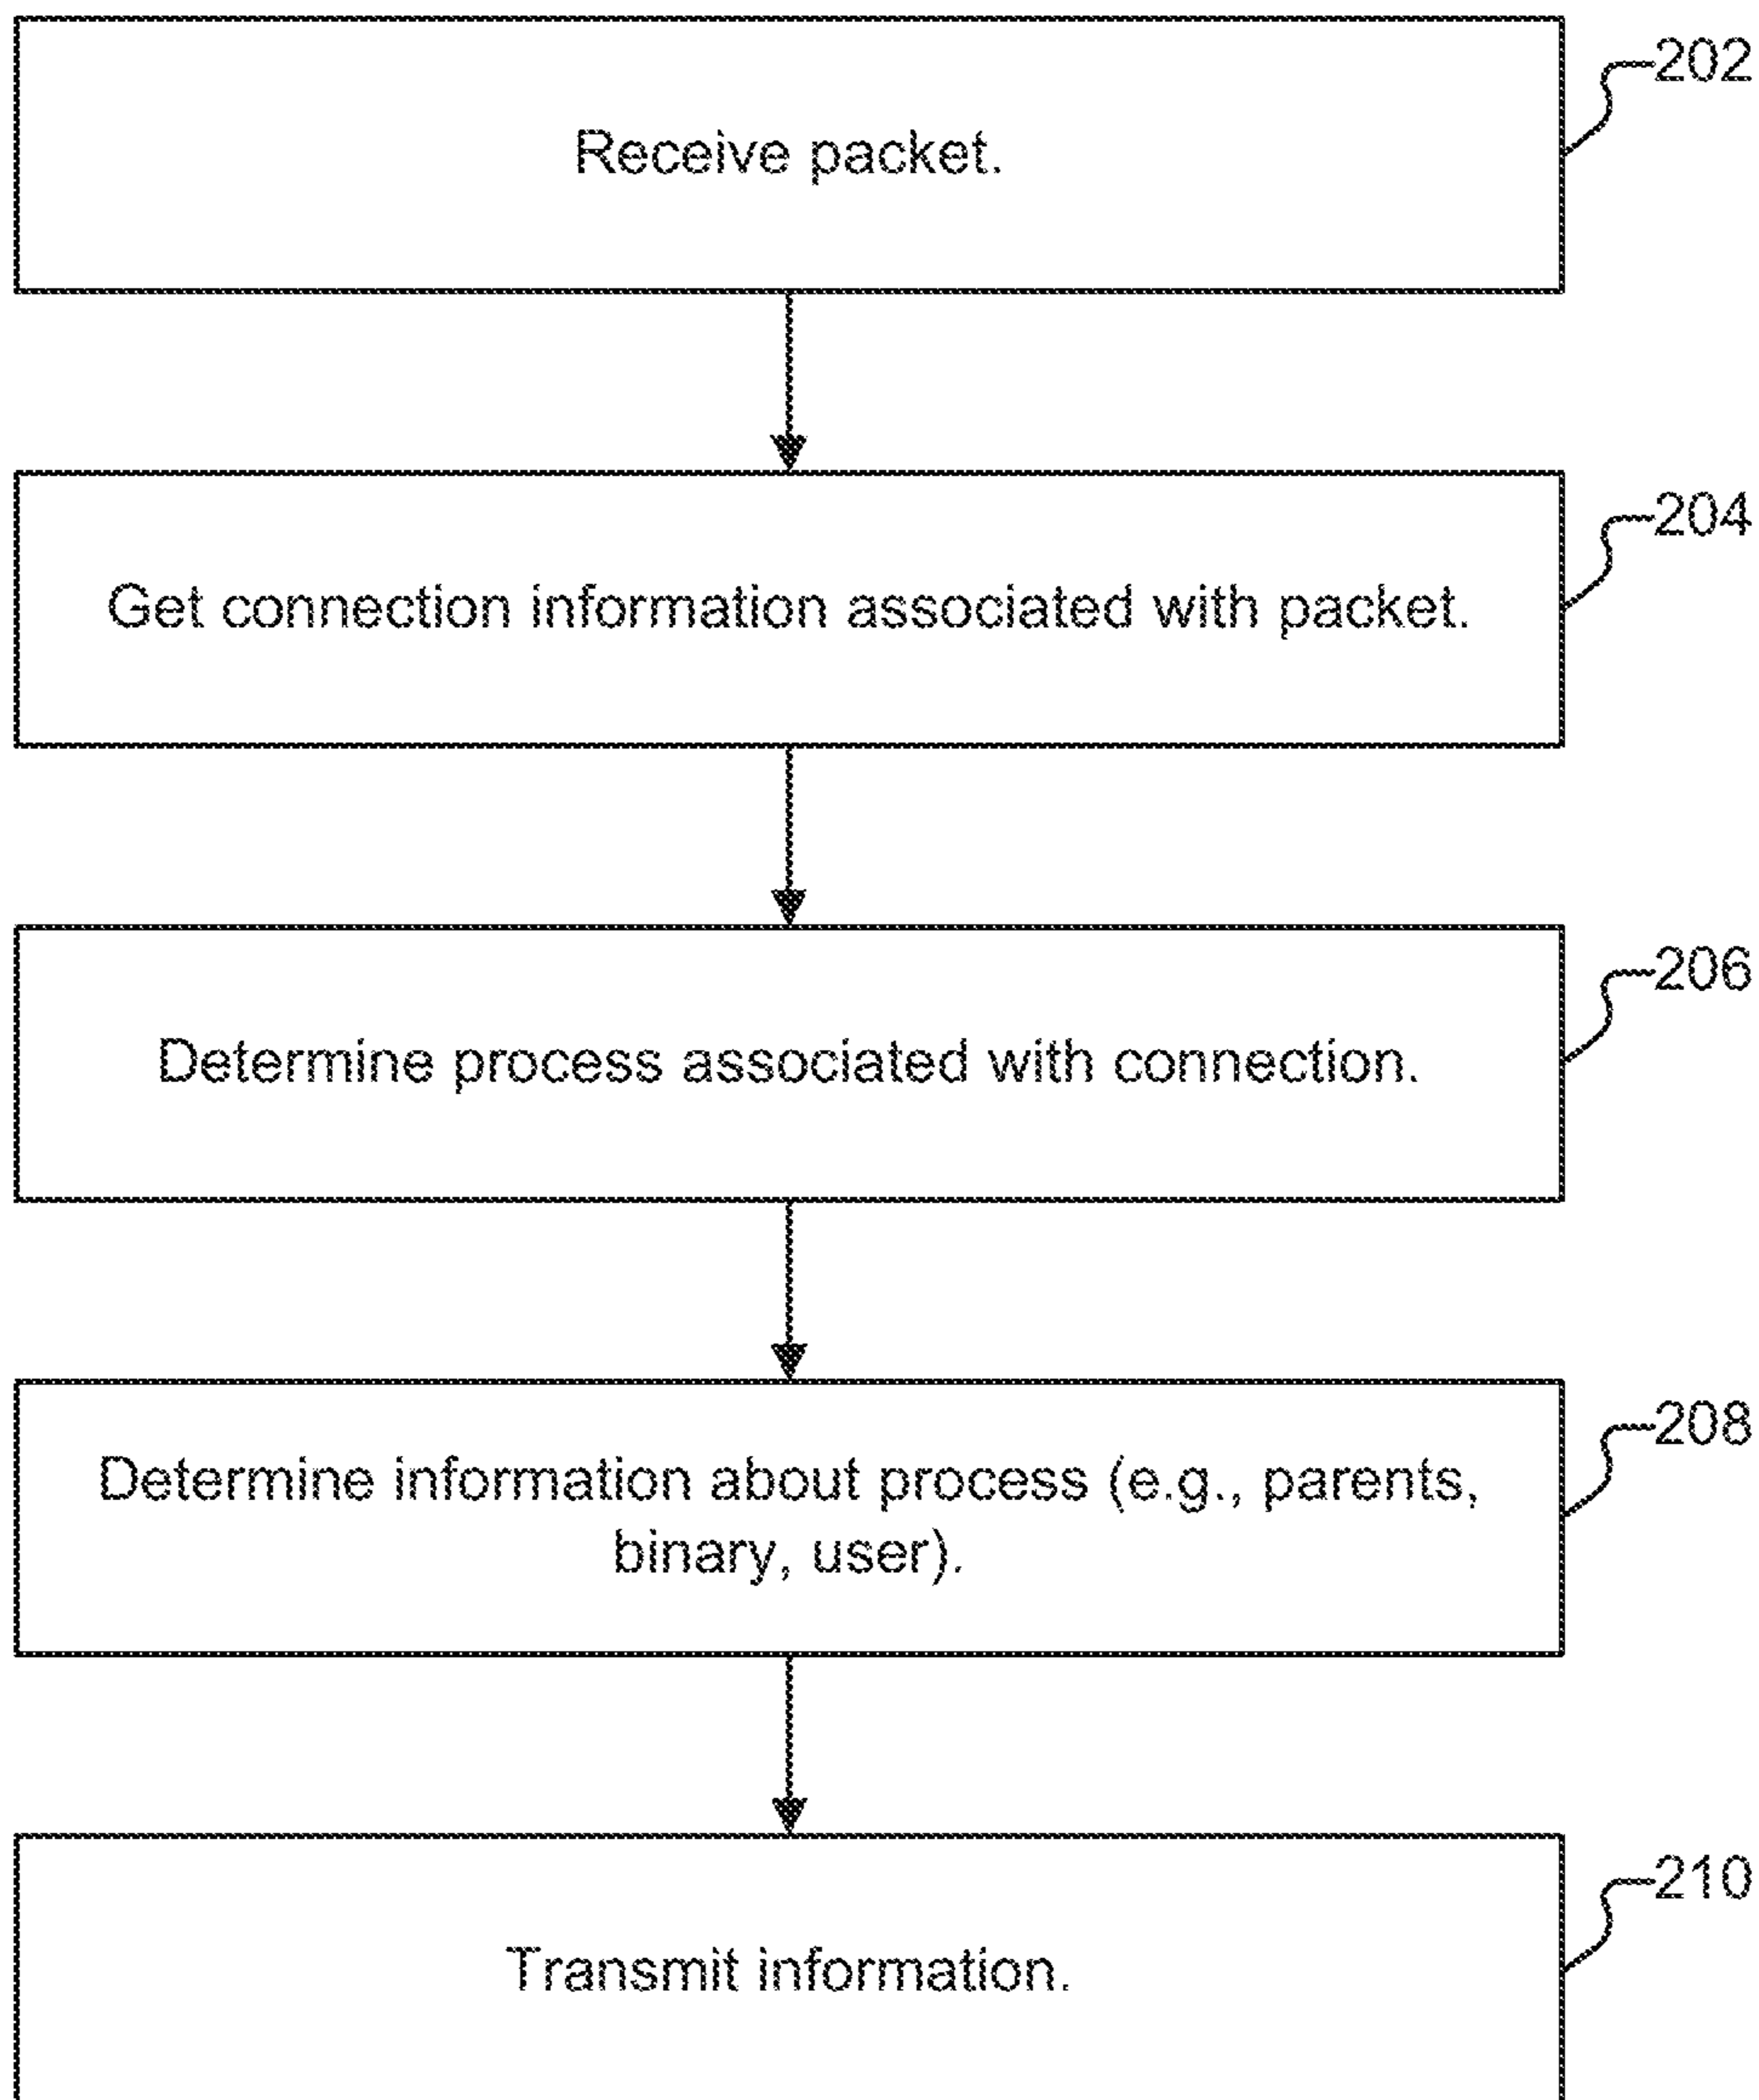 202
Receive packet.
204
Get connection information associated with packet.
206
Determine process associated with connection.
208
Determine information about process (e.g., parents,
binary, user).
210
Transmit information.